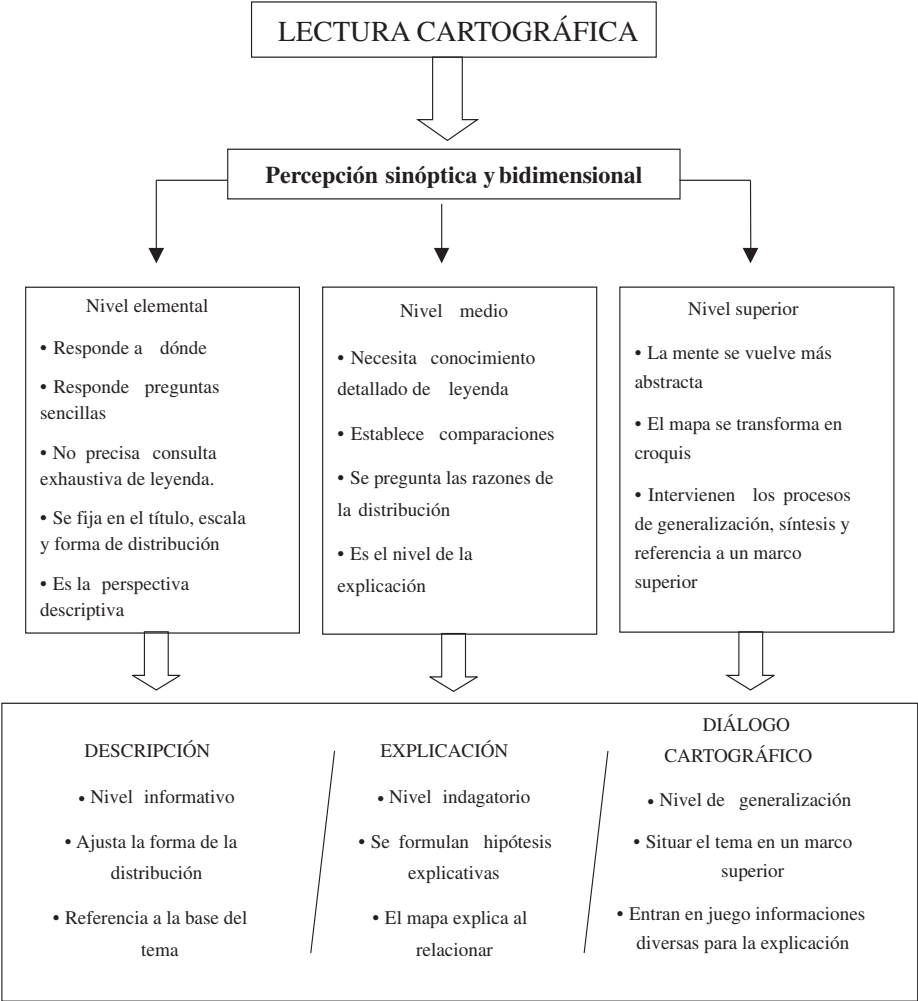 LECTURA CARTOGRÁFICA
Percepción sinóptica y bidimensional
Nivel elemental
• Responde a dónde
• Responde preguntas
sencillas
• No precisa consulta
exhaustiva de leyenda.
• Se fija en el título, escala
y forma de distribución
• Es la perspectiva
descriptiva
Nivel medio
• Necesita conocimiento
detallado de leyenda
• Establece comparaciones
• Se pregunta las razones de
la distribución
• Es el nivel de la
explicación
Nivel superior
• La mente se vuelve más
abstracta
• El mapa se transforma en
croquis
• Intervienen los procesos
de generalización, síntesis y
referencia a un marco
superior
DESCRIPCIÓN
• Nivel informativo
• Ajusta la forma de la
distribución
• Referencia a la base del
tema
EXPLICACIÓN
• Nivel indagatorio
• Se formulan hipótesis
explicativas
• El mapa explica al
relacionar
DIÁLOGO
CARTOGRÁFICO
• Nivel de generalización
• Situar el tema en un marco
superior
• Entran en juego informaciones
diversas para la explicación